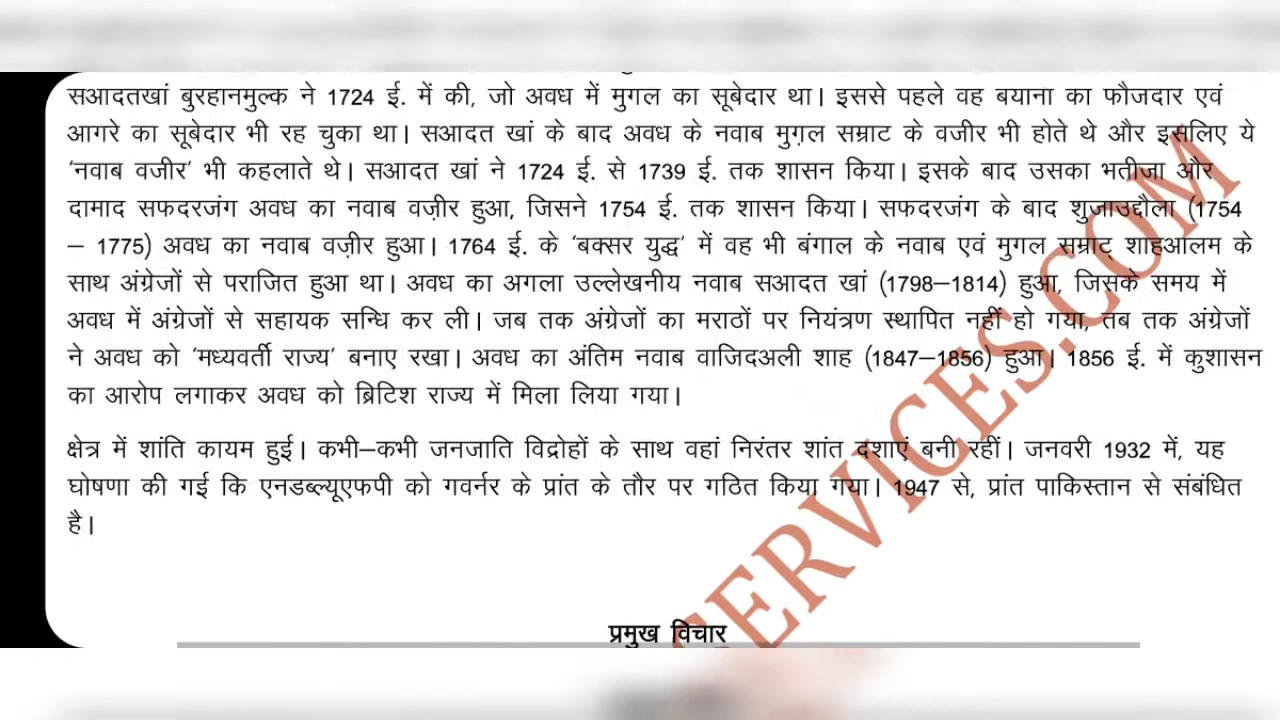 सआदतखां बुरहानमुल्क ने 1724 ई. में की, जो अवध में मुगल का सूबेदार था। इससे पहले वह बयाना का फौजदार एवं
आगरे का सूबेदार भी रह चुका था। सआदत खां के बाद अवध के नवाब मुग़ल सम्राट के वजीर भी होते थे और इसलिए ये
‘नवाब वजीर’ भी कहलाते थे। सआदत खां ने 1724 ई. से 1739 ई. तक शासन किया। इसके बाद उसका भतीजा और
दामाद सफदरजंग अवध का नवाब वज़ीर हुआ, जिसने 1754 ई. तक शासन किया। सफदरजंग के बाद शुजाउद्दौला (1754
– 1775) अवध का नवाब वज़ीर हुआ। 1764 ई. के ‘बक्सर युद्ध’ में वह भी बंगाल के नवाब एवं मुगल सम्राट् शाहआलम के
साथ अंग्रेजों से पराजित हुआ था। अवध का अगला उल्लेखनीय नवाब सआदत खां (1798–1814) हुआ, जिसके समय में
अवध में अंग्रेजों से सहायक सन्धि कर ली। जब तक अंग्रेजों का मराठों पर नियंत्रण स्थापित नहीं हो गया, तब तक अंग्रेजों
ने अवध को ‘मध्यवर्ती राज्य’ बनाए रखा। अवध का अंतिम नवाब वाजिदअली शाह (1847–1856) हुआ। 1856 ई. में कुशासन
का आरोप लगाकर अवध को ब्रिटिश राज्य में मिला लिया गया।
क्षेत्र में शांति कायम हुई। कभी–कभी जनजाति विद्रोहों के साथ वहां निरंतर शांत दशाएं बनी रहीं। जनवरी 1932 में, यह
घोषणा की गई कि एनडब्ल्यूएफपी को गवर्नर के प्रांत के तौर पर गठित किया गया। 1947 से, प्रांत पाकिस्तान से संबंधित
है।
प्रमुख विचार
SERVICES.COM